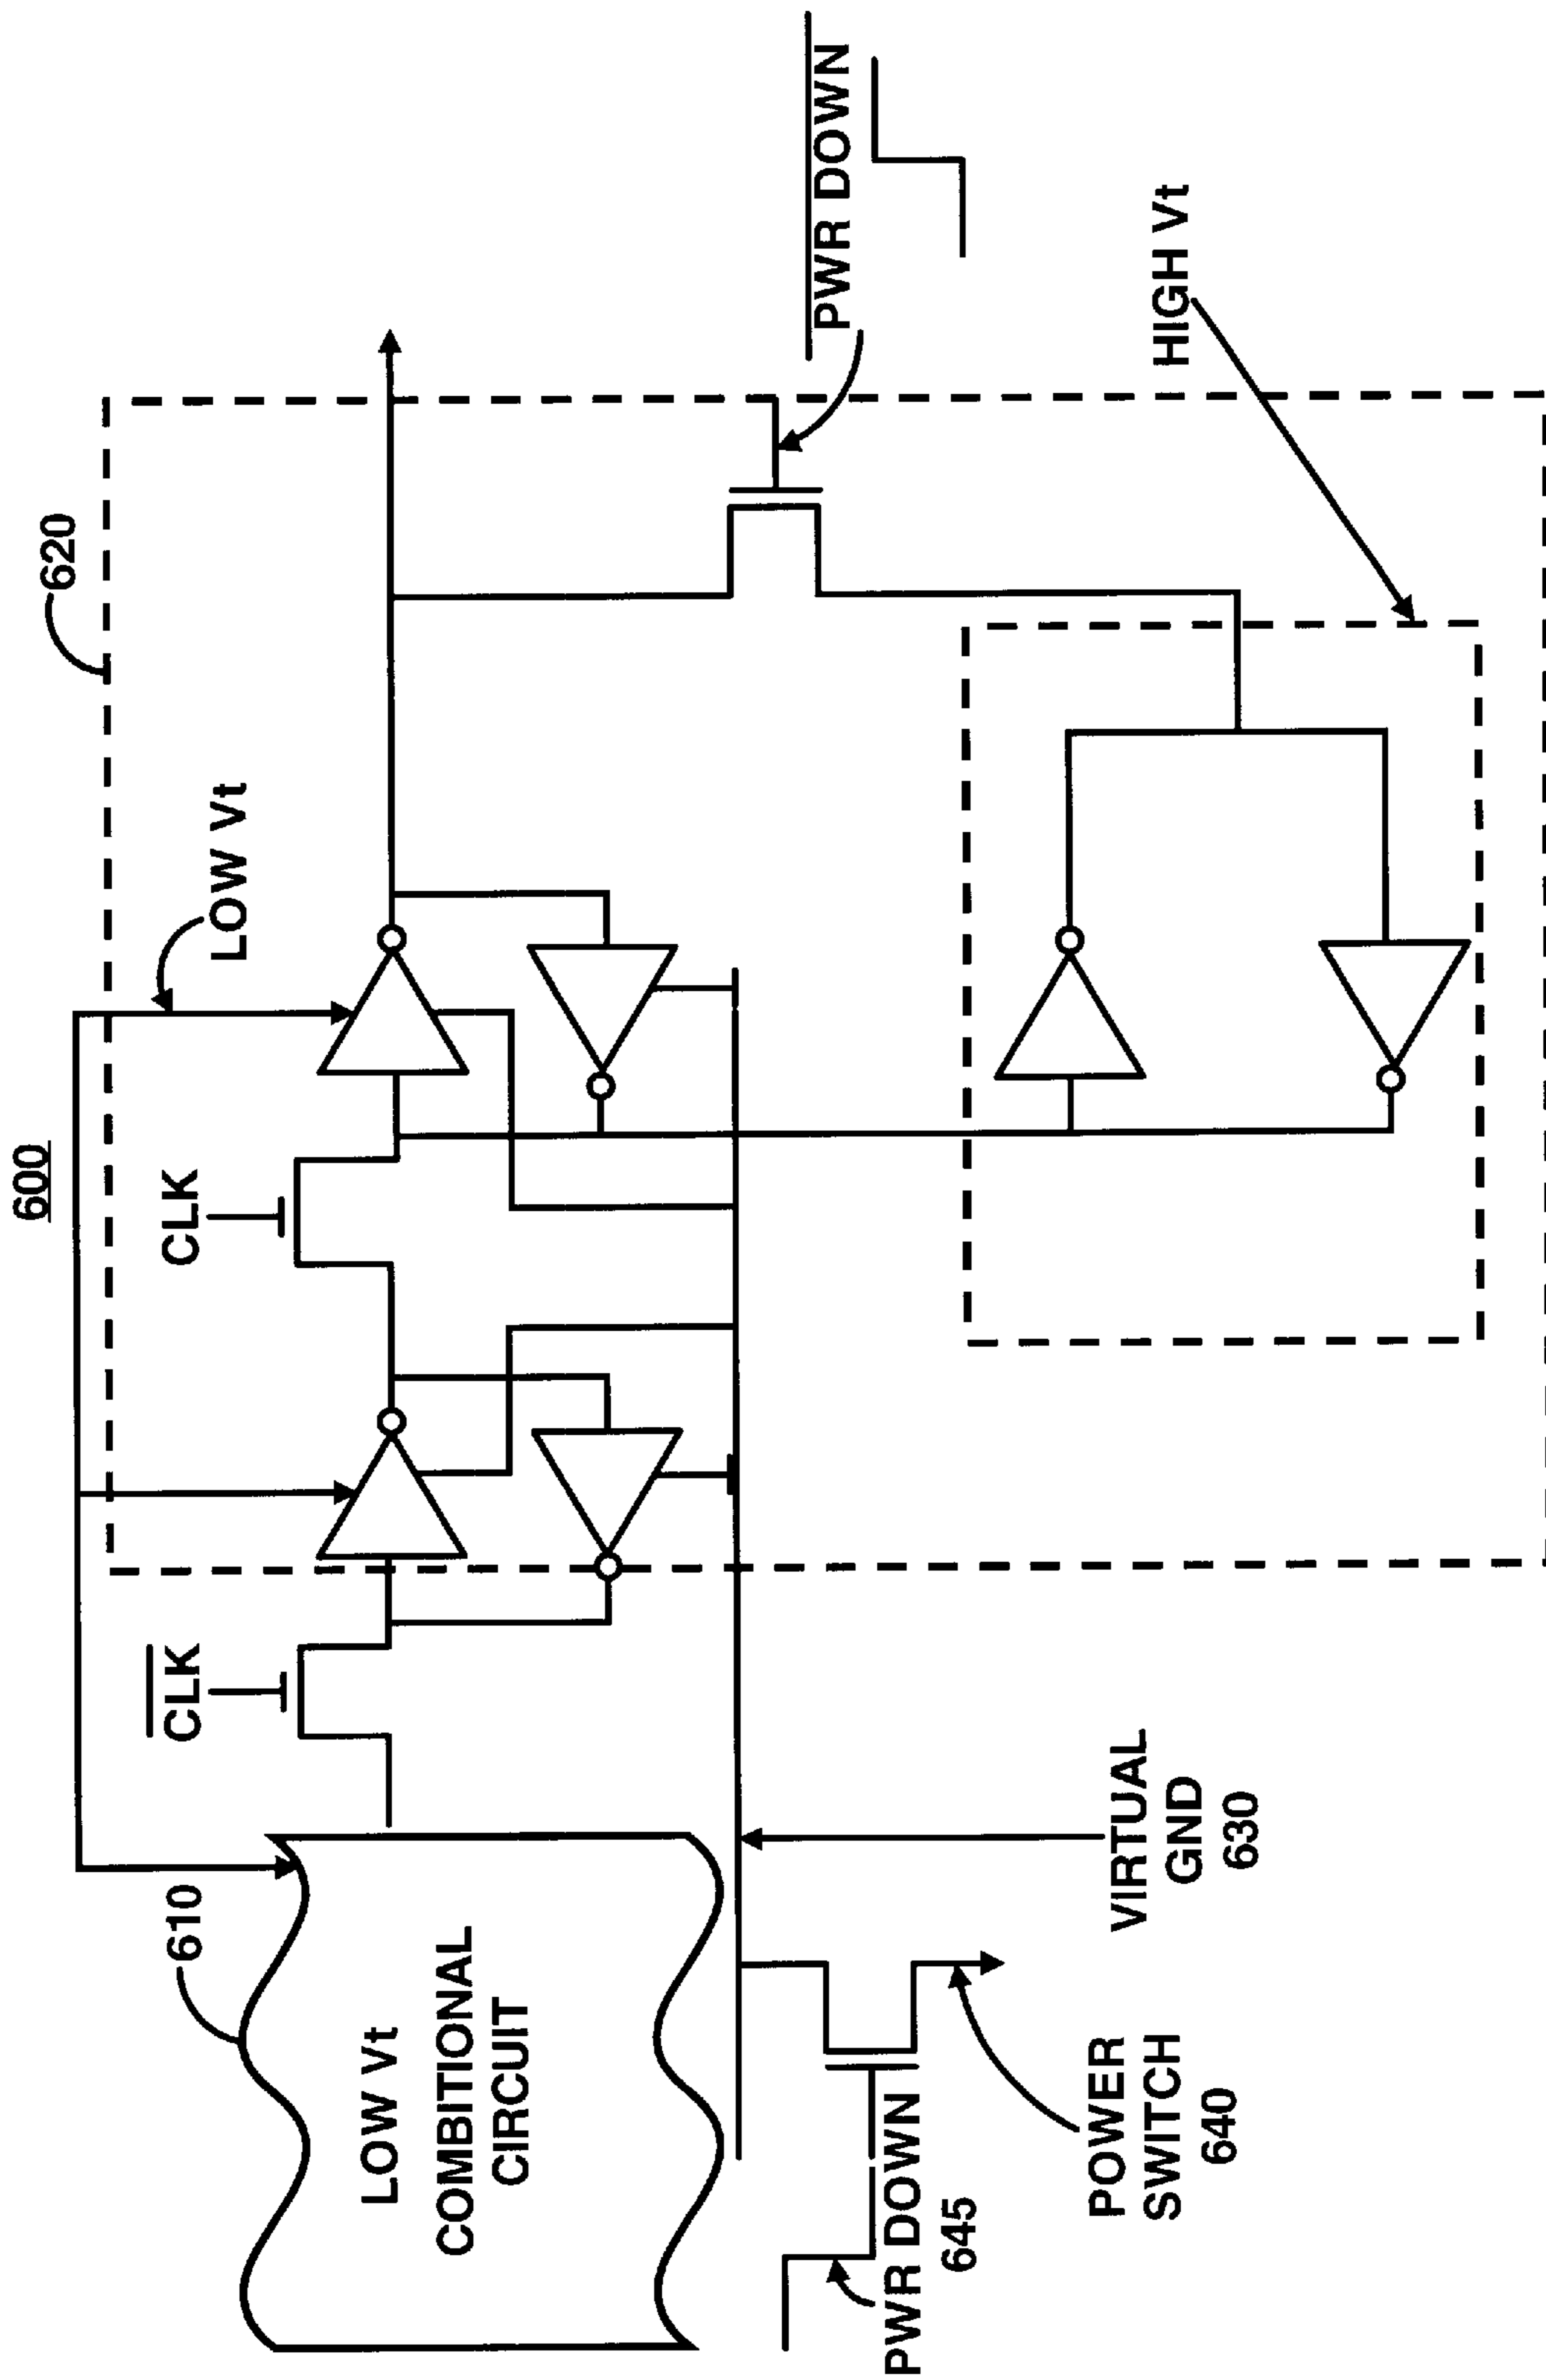 600
620
LOW Vt
CLK
CLK
610
LOW Vt
COMBITIONAL
CIRCUIT
PWR DOWN
HIGH Vt
PWR DOWN
645
POWER
SWITCH
640
VIRTUAL
GND
630